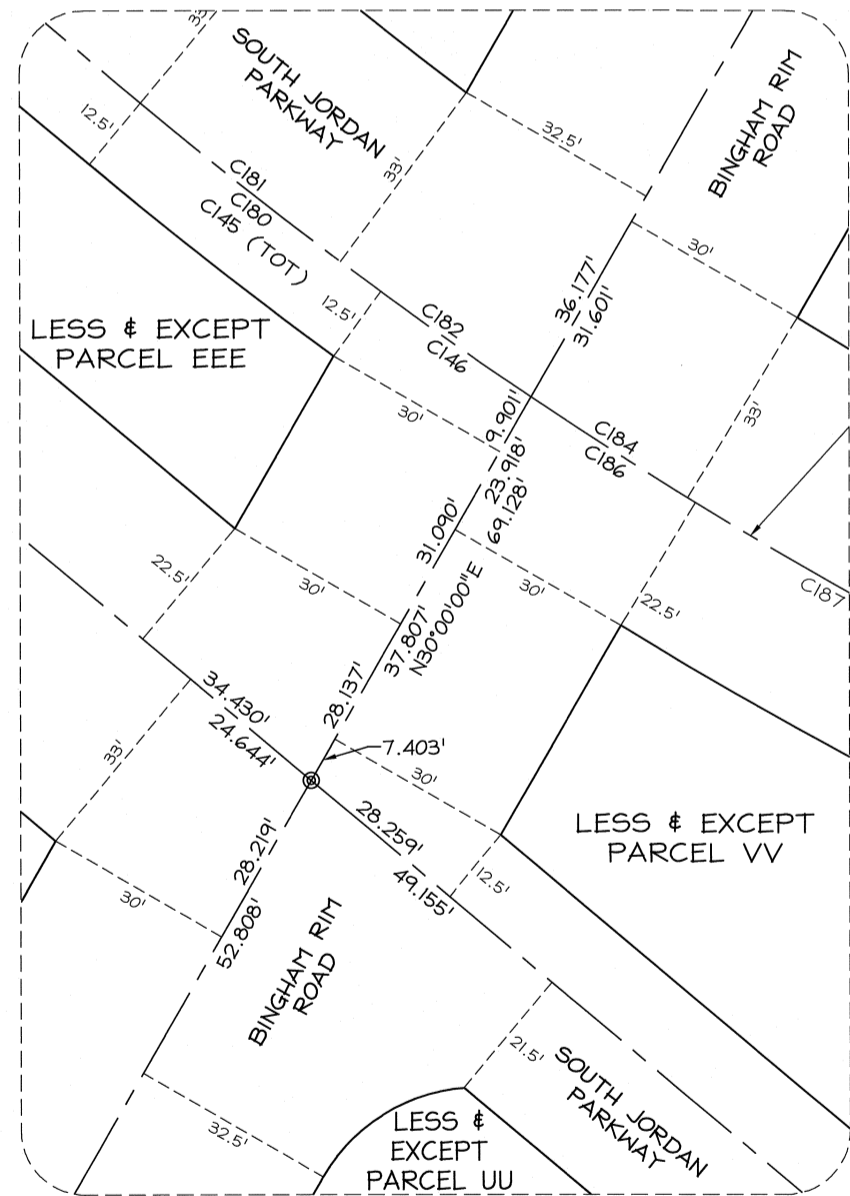 33'
SOUTH JORDAN
PARKWAY
BINGHAM RIM
ROAD
12.5'
32.5'
33'
C181
C180
C145 (TOT)
30'
36.177'
31.601'
12.5'
LESS & EXCEPT
PARCEL EEE
C182
C146
30'
9.901'
23.918'
69.128'
C184
C186
33'
31.090'
22.5'
30'
30'
22.5'
C187
37.807'
N30°00'00"E
28.137'
34.430'
24.644'
7.403'
33'
30'
28.259'
49.155'
LESS & EXCEPT
PARCEL VV
28.219'
52.808'
12.5'
30'
BINGHAM RIM
ROAD
21.5'
SOUTH JORDAN
PARKWAY
32.5'
LESS &
EXCEPT
PARCEL UU